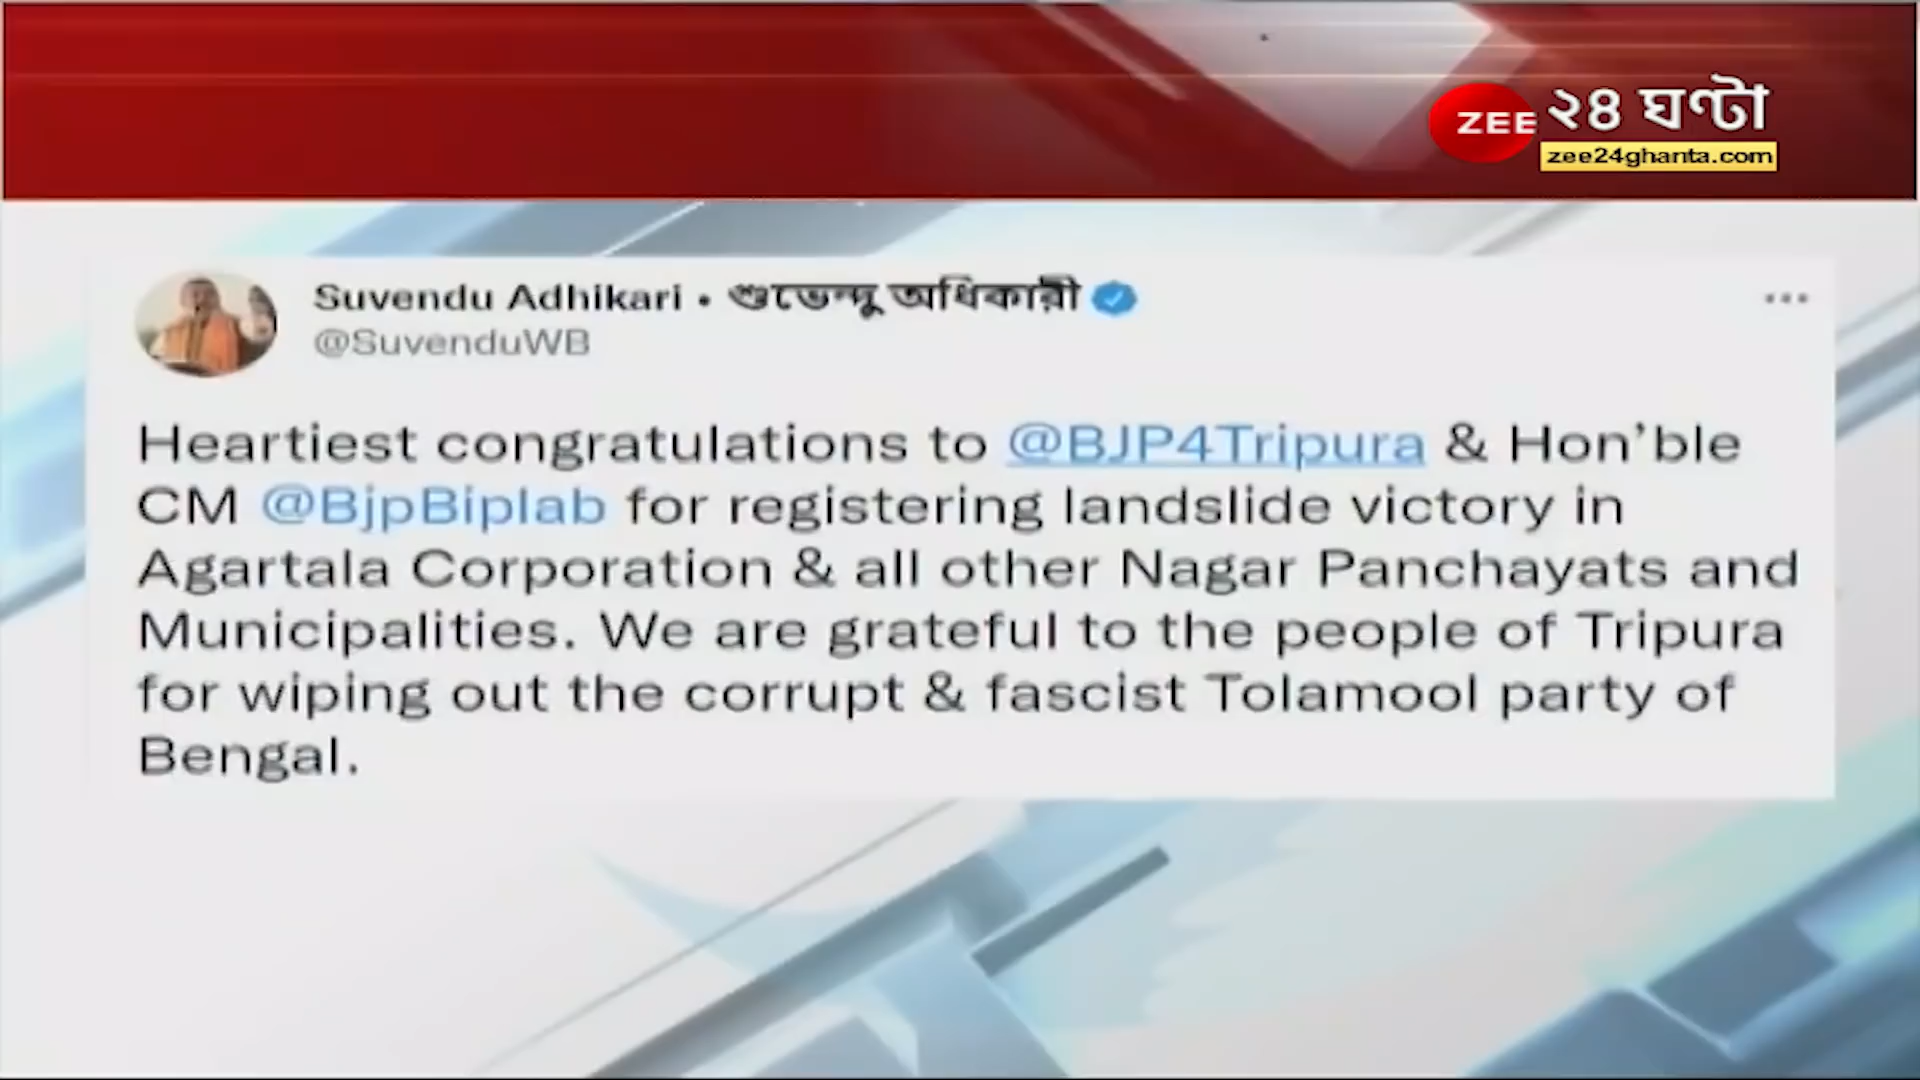 ZEE ২৪ ঘণ্টা
zee24ghanta.com
Suvendu Adhikari • শুভেন্দু অধিকারী
@SuvenduWB
Heartiest congratulations to @BJP4Tripura & Hon'ble
CM @BjpBiplab for registering landslide victory in
Agartala Corporation & all other Nagar Panchayats and
Municipalities. We are grateful to the people of Tripura
for wiping out the corrupt & fascist Tolamool party of
Bengal.